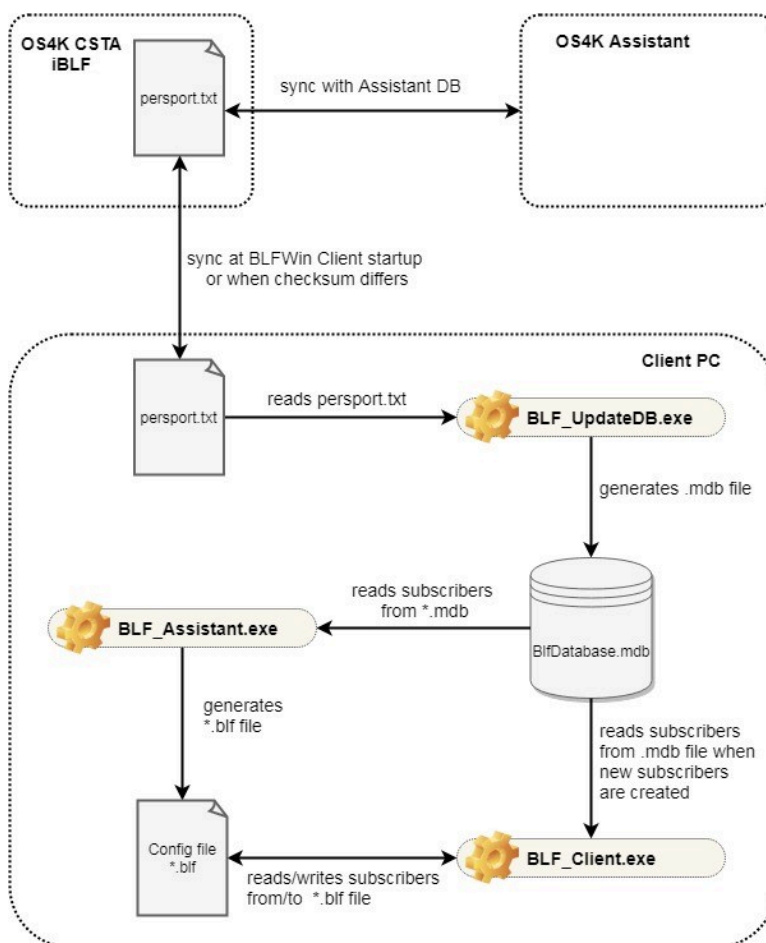 OS4K CSTA
iBLF
persport.txt
sync with Assistant DB
OS4K Assistant
sync at BLFWin Client startup
or when checksum differs
Client PC
persport.txt
reads persport.txt
BLF_UpdateDB.exe
generates .mdb file
reads subscribers
from *.mdb
BLF_Assistant.exe
BlfDatabase.mdb
generates
*.blf file
reads subscribers
from .mdb file when
new subscribers
are created
Config file
*.blf
BLF_Client.exe
reads/writes subscribers
from/to *.blf file